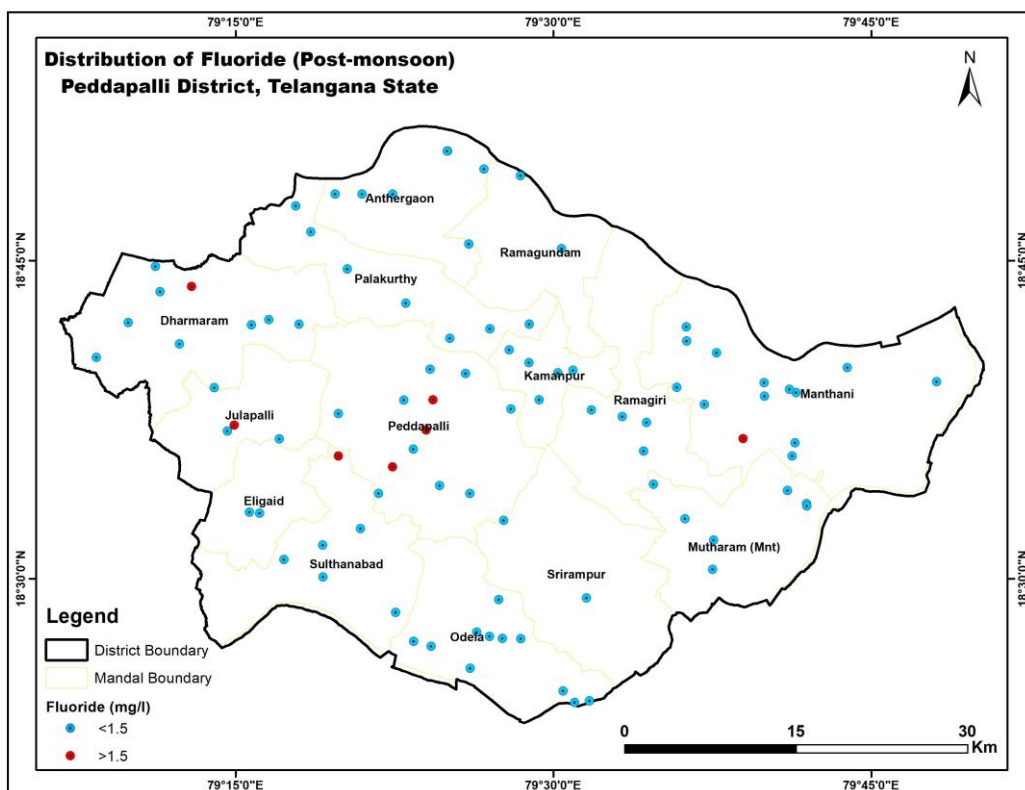 79°15'0"E 79°30'0"E 79°45'0"E
Distribution of Fluoride (Post-monsoon)
Peddapalli District, Telangana State
N
Anthergaon
Ramagundam
18°45'0"N 18°45'0"N
Palakurthy
Dharmaram
Kamanpur
Manthani
Ramagiri
Julapalli
Peddapalli
Eligaid
Mutharam (Mnt)
Sulthanabad
Srirampur
18°30'0"N 18°30'0"N
Odela
Legend
District Boundary
Mandal Boundary
Fluoride (mg/l)
<1.5
>1.5
0 15 30
Km
79°15'0"E 79°30'0"E 79°45'0"E